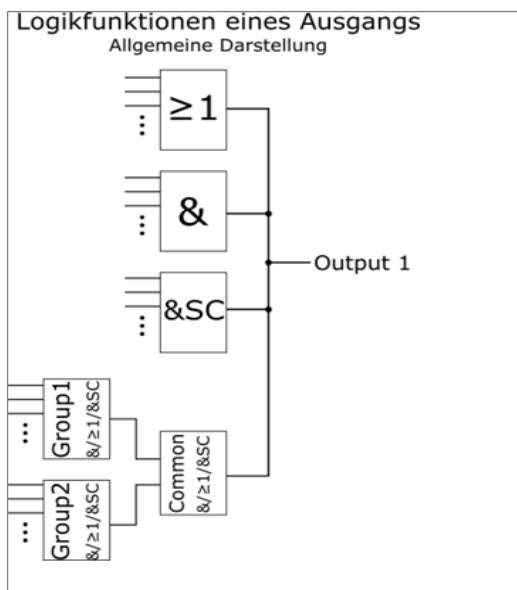 Logikfunktionen eines Ausgangs
Allgemeine Darstellung
...
≥1
...
&
Output 1
...
&SC
...
Group1
&/≥1/&SC
Common
&/≥1/&SC
...
Group2
&/≥1/&SC